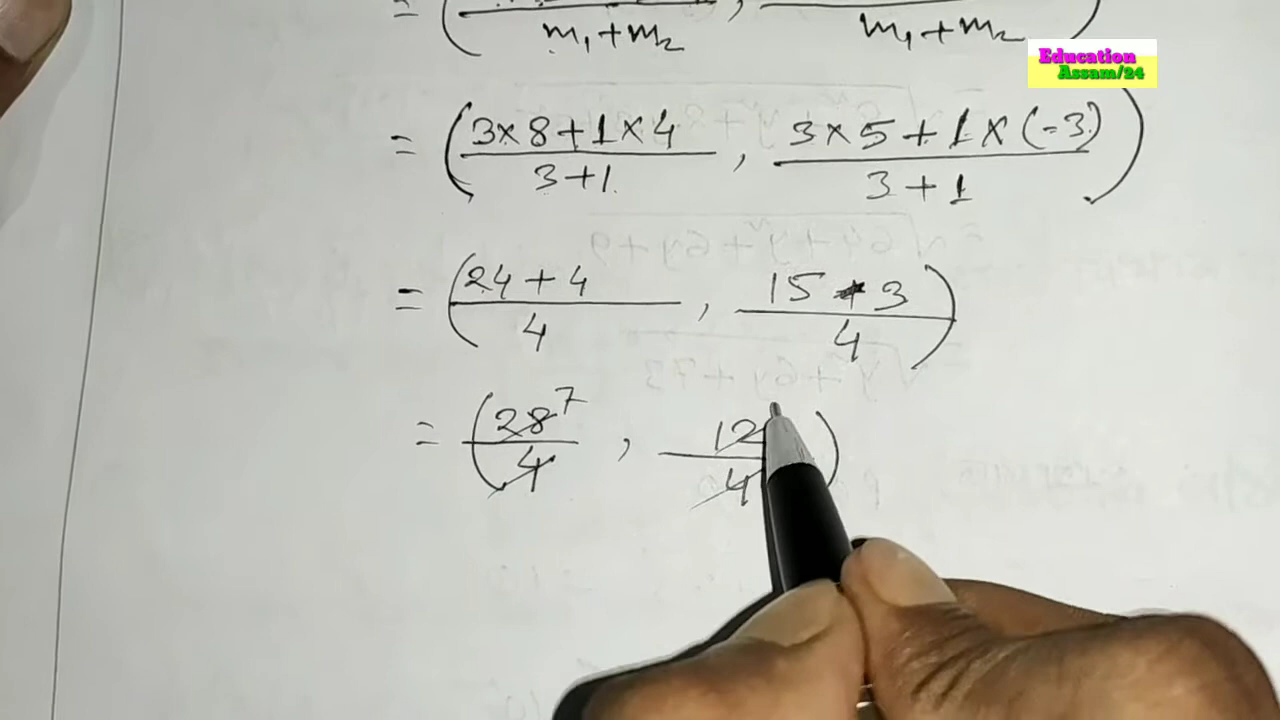 = ( / m₁+m₂ , / m₁+m₂ )
Education
Assam/24
= ( 3×8+1×4 / 3+1 , 3×5+1×(-3) / 3+1 )
= ( 24+4 / 4 , 15-3 / 4 )
= ( 28⁷ / 4 , 12 / 4 )